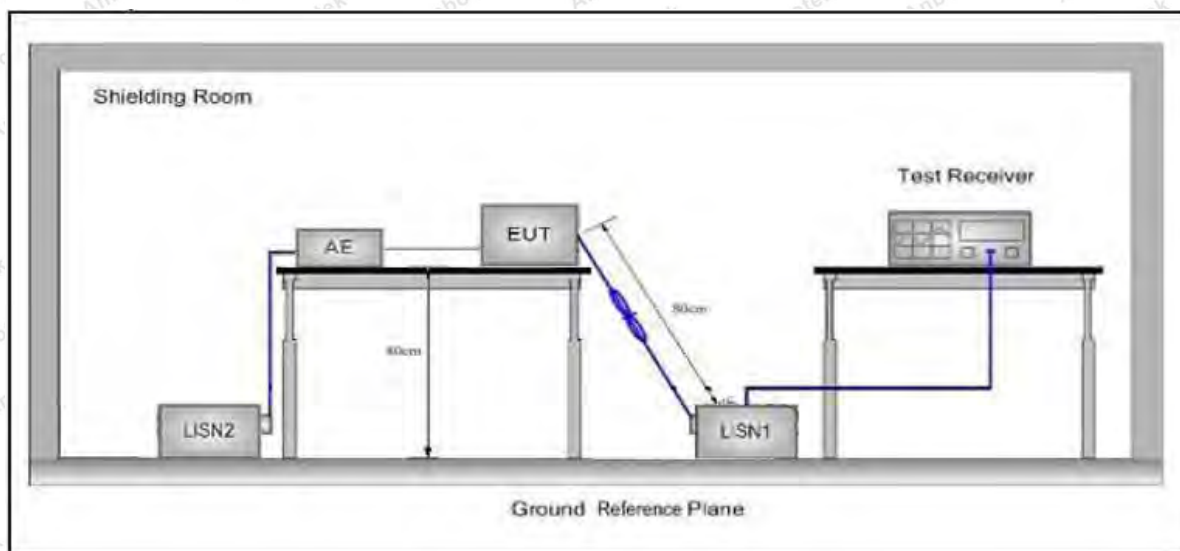 Shielding Room
Test Receiver
EUT
AE
80cm
80cm
LISN2
LISN1
Ground Reference Plane